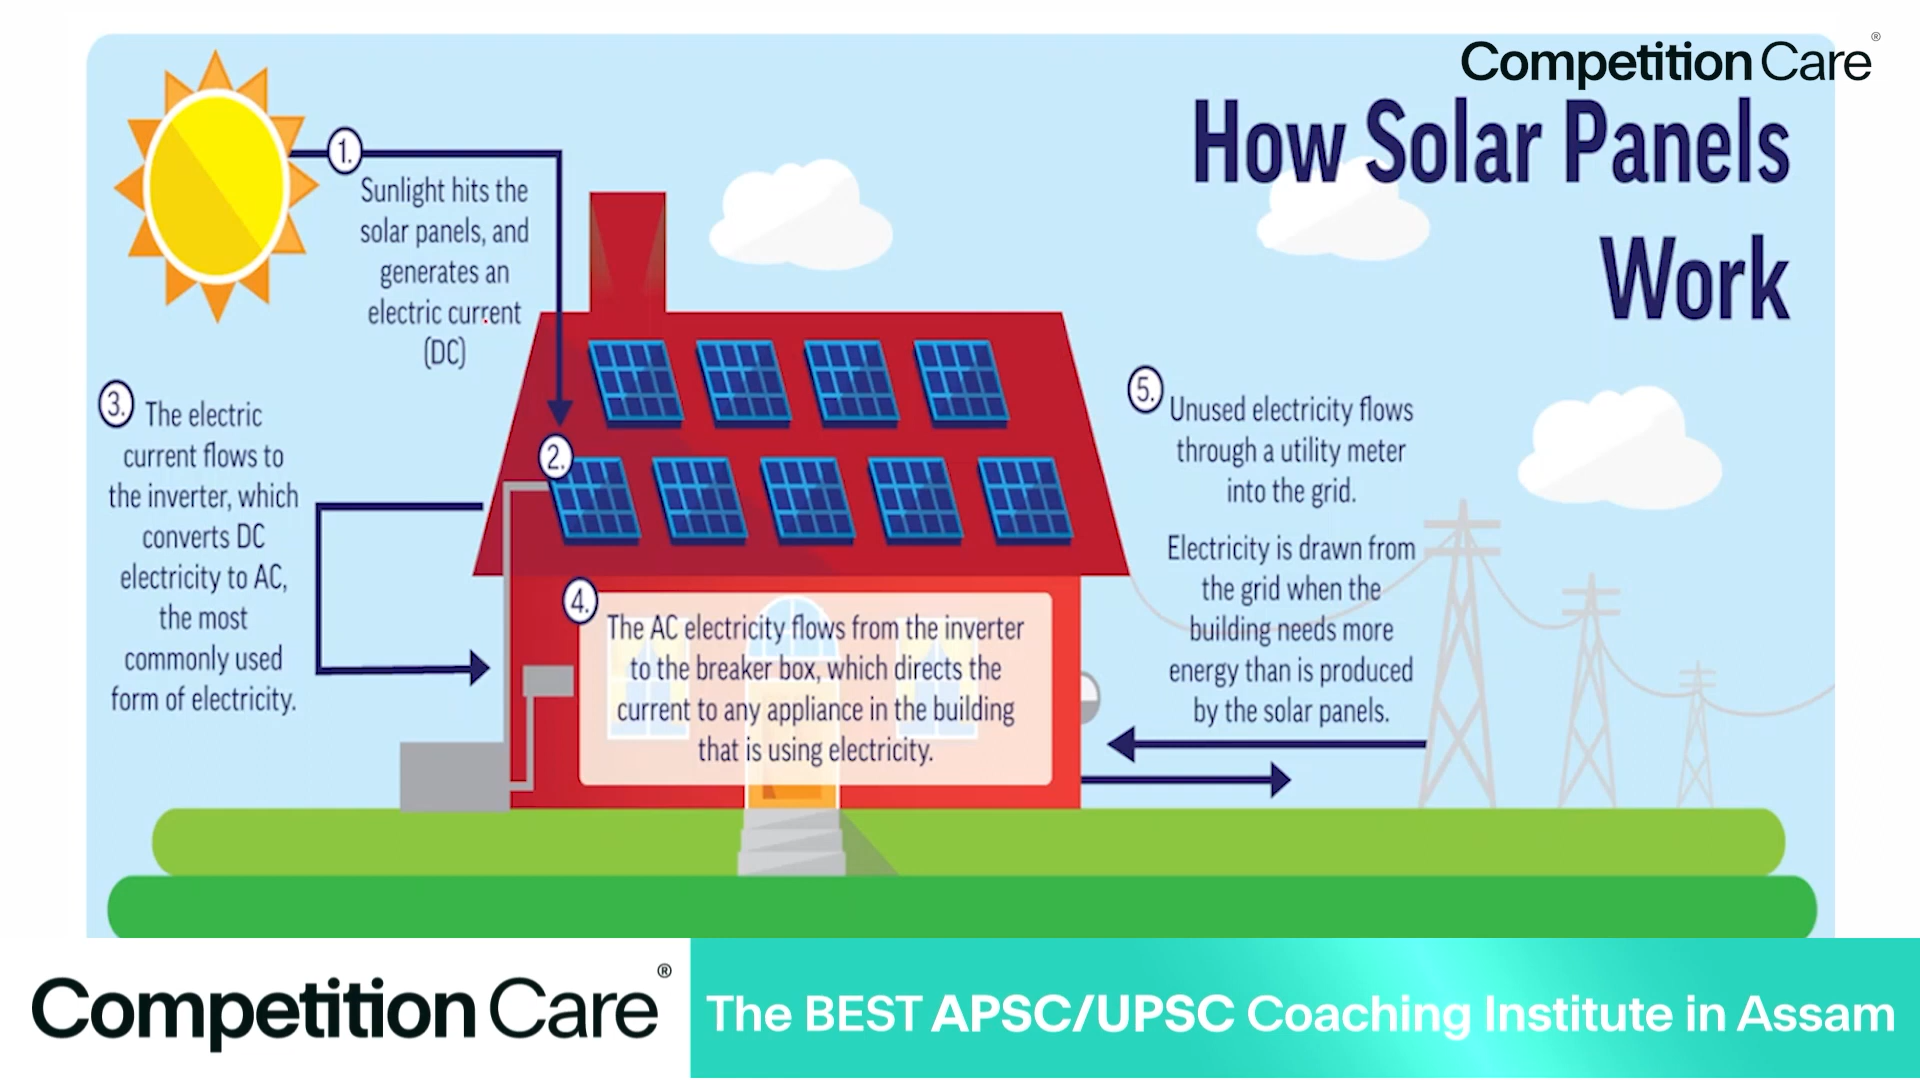 Competition Care®
How Solar Panels
Work
1.
Sunlight hits the
solar panels, and
generates an
electric current
(DC)
2.
3.
The electric
current flows to
the inverter, which
converts DC
electricity to AC,
the most
commonly used
form of electricity.
4.
The AC electricity flows from the inverter
to the breaker box, which directs the
current to any appliance in the building
that is using electricity.
5.
Unused electricity flows
through a utility meter
into the grid.
Electricity is drawn from
the grid when the
building needs more
energy than is produced
by the solar panels.
Competition Care®
The BEST APSC/UPSC Coaching Institute in Assam